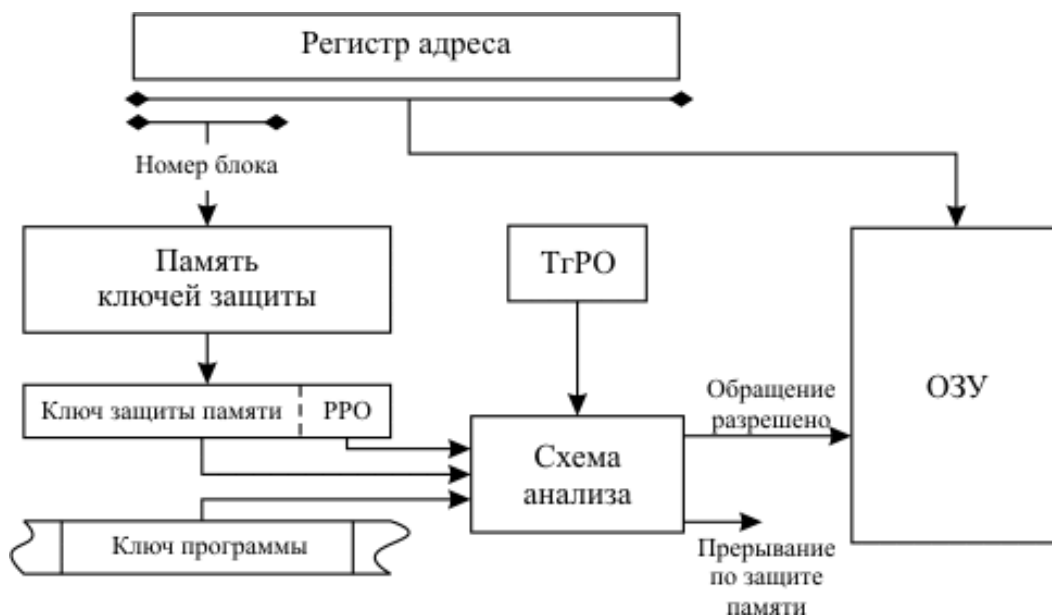 Регистр адреса
Номер блока
Память
ключей защиты
ТгРО
ОЗУ
Ключ защиты памяти
РРО
Обращение
разрешено
Схема
анализа
Ключ программы
Прерывание
по защите
памяти